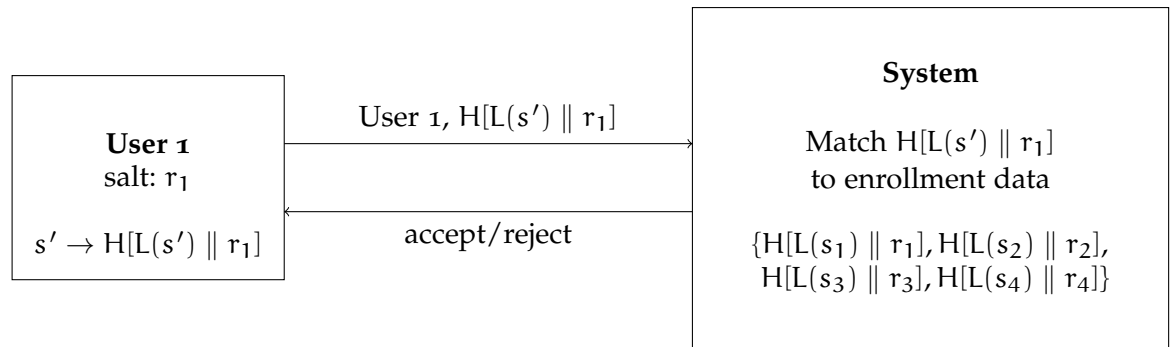 User 1
salt: r₁
s′ → H[L(s′) ∥ r₁]
User 1, H[L(s′) ∥ r₁]
accept/reject
System
Match H[L(s′) ∥ r₁]
to enrollment data
{H[L(s₁) ∥ r₁], H[L(s₂) ∥ r₂],
H[L(s₃) ∥ r₃], H[L(s₄) ∥ r₄]}